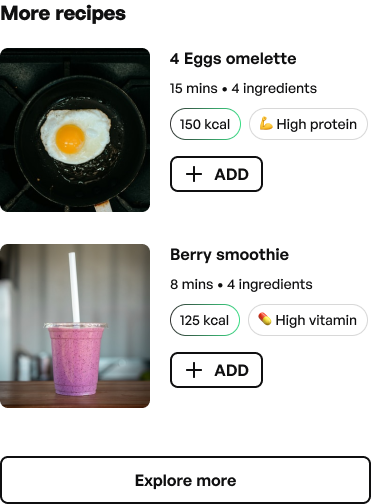 More recipes
4 Eggs omelette
15 mins • 4 ingredients
150 kcal
💪 High protein
+ ADD
Berry smoothie
8 mins • 4 ingredients
125 kcal
💊 High vitamin
+ ADD
Explore more